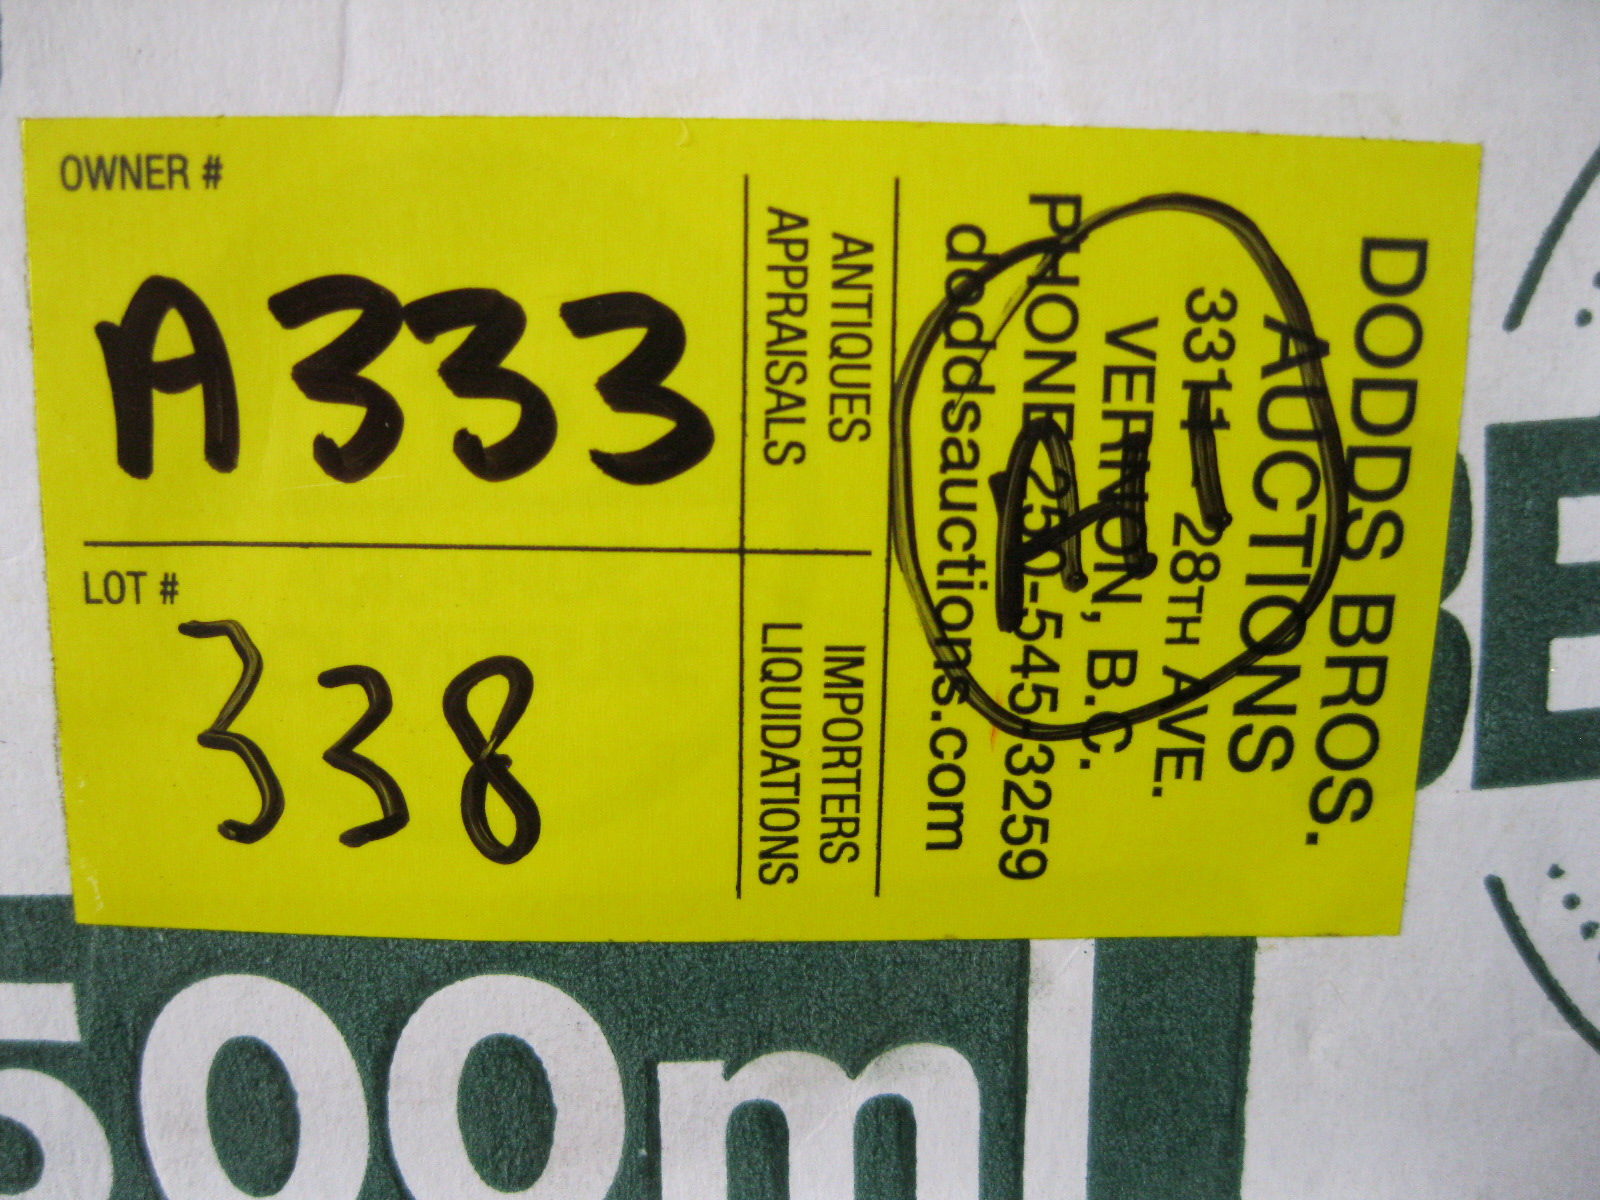 OWNER #
A333
LOT #
338
ANTIQUES
APPRAISALS
IMPORTERS
LIQUIDATIONS
DODDS BROS.
AUCTIONS
3311 - 28TH AVE.
VERNON, B.C.
PHONE 250-545-3259
doddsauctions.com
500ml
BE